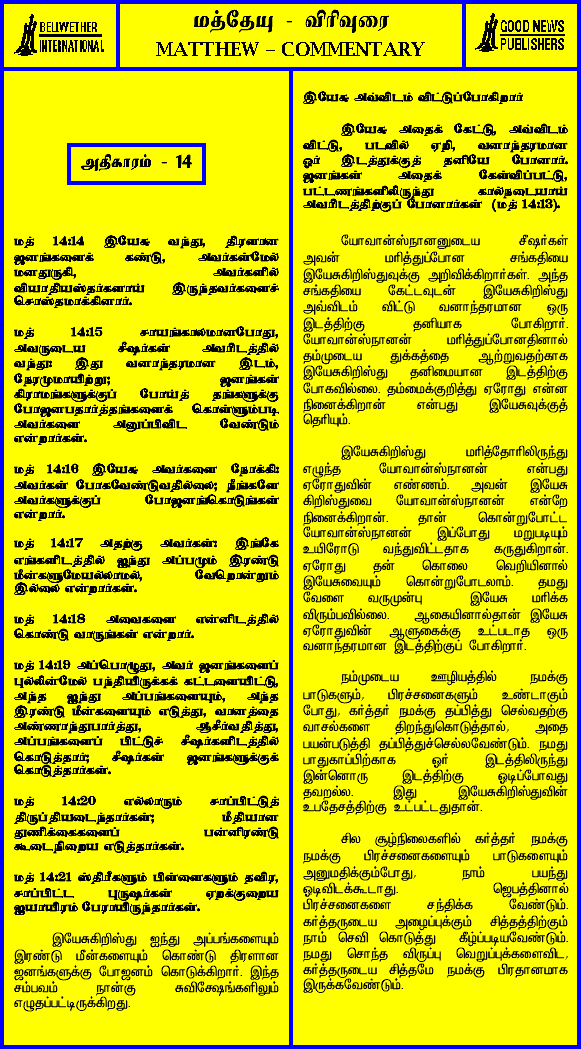 BELIWETHER
INTERNATIONAL
மத்தேயு - விரிவுரை
MATTHEW – COMMENTARY
GOOD NEWS
PUBLISHERS
அதிகாரம் - 14
மத் 14:14 இயேசு வந்து, திரளான
ஜனங்களைக் கண்டு, அவர்கள்மேல்
மனதுருகி, அவர்களில்
வியாதியஸ்தர்களாய் இருந்தவர்களைச்
சொஸ்தமாக்கினார்.
மத் 14:15 சாயங்காலமானபோது,
அவருடைய சீஷர்கள் அவரிடத்தில்
வந்து: இது வனாந்தரமான இடம்,
நேரமுமாயிற்று; ஜனங்கள்
கிராமங்களுக்குப் போய்த் தங்களுக்கு
போஜனபதார்த்தங்களைக் கொள்ளும்படி
அவர்களை அனுப்பிவிட வேண்டும்
என்றார்கள்.
மத் 14:16 இயேசு அவர்களை நோக்கி:
அவர்கள் போகவேண்டுவதில்லை; நீங்களே
அவர்களுக்குப் போஜனங்கொடுங்கள்
என்றார்.
மத் 14:17 அதற்கு அவர்கள்: இங்கே
எங்களிடத்தில் ஐந்து அப்பமும் இரண்டு
மீன்களுமேயல்லாமல், வேறொன்றும்
இல்லை என்றார்கள்.
மத் 14:18 அவைகளை என்னிடத்தில்
கொண்டு வாருங்கள் என்றார்.
மத் 14:19 அப்பொழுது, அவர் ஜனங்களைப்
புல்லின்மேல் பந்தியிருக்கக் கட்டளையிட்டு,
அந்த ஐந்து அப்பங்களையும், அந்த
இரண்டு மீன்களையும் எடுத்து, வானத்தை
அண்ணாந்துபார்த்து, ஆசீர்வதித்து,
அப்பங்களைப் பிட்டுச் சீஷர்களிடத்தில்
கொடுத்தார்; சீஷர்கள் ஜனங்களுக்குக்
கொடுத்தார்கள்.
மத் 14:20 எல்லாரும் சாப்பிட்டுத்
திருப்தியடைந்தார்கள்; மீதியான
துணிக்கைகளைப் பன்னிரண்டு
கூடைநிறைய எடுத்தார்கள்.
மத் 14:21 ஸ்திரீகளும் பிள்ளைகளும் தவிர,
சாப்பிட்ட புருஷர்கள் ஏறக்குறைய
ஐயாயிரம் பேராயிருந்தார்கள்.
இயேசுகிறிஸ்து ஐந்து அப்பங்களையும்
இரண்டு மீன்களையும் கொண்டு திரளான
ஜனங்களுக்கு போஜனம் கொடுக்கிறார். இந்த
சம்பவம் நான்கு சுவிசேஷங்களிலும்
எழுதப்பட்டிருக்கிறது.
இயேசு அவ்விடம் விட்டுப்போகிறார்
இயேசு அதைக் கேட்டு, அவ்விடம்
விட்டு, படவில் ஏறி, வனாந்தரமான
ஓர் இடத்துக்குத் தனியே போனார்.
ஜனங்கள் அதைக் கேள்விப்பட்டு,
பட்டணங்களிலிருந்து கால்நடையாய்
அவரிடத்திற்குப் போனார்கள் (மத் 14:13).
யோவான்ஸ்நானனுடைய சீஷர்கள்
அவன் மரித்துப்போன சங்கதியை
இயேசுகிறிஸ்துவுக்கு அறிவிக்கிறார்கள். அந்த
சங்கதியை கேட்டவுடன் இயேசுகிறிஸ்து
அவ்விடம் விட்டு வனாந்தரமான ஒரு
இடத்திற்கு தனியாக போகிறார்.
யோவான்ஸ்நானன் மரித்துபோனதினால்
தம்முடைய துக்கத்தை ஆற்றுவதற்காக
இயேசுகிறிஸ்து தனிமையான இடத்திற்கு
போகவில்லை. தம்மைக்குறித்து ஏரோது என்ன
நினைக்கிறான் என்பது இயேசுவுக்குத்
தெரியும்.
இயேசுகிறிஸ்து மரித்தோரிலிருந்து
எழுந்த யோவான்ஸ்நானன் என்பது
ஏரோதுவின் எண்ணம். அவன் இயேசு
கிறிஸ்துவை யோவான்ஸ்நானன் என்றே
நினைக்கிறான். தான் கொன்றுபோட்ட
யோவான்ஸ்நானன் இப்போது மறுபடியும்
உயிரோடு வந்துவிட்டதாக கருதுகிறான்.
ஏரோது தன் கொலை வெறியினால்
இயேசுவையும் கொன்றுபோடலாம். தமது
வேளை வருமுன்பு இயேசு மரிக்க
விரும்பவில்லை. ஆகையினால்தான் இயேசு
ஏரோதுவின் ஆளுகைக்கு உட்படாத ஒரு
வனாந்தரமான இடத்திற்குப் போகிறார்.
நம்முடைய ஊழியத்தில் நமக்கு
பாடுகளும், பிரச்சனைகளும் உண்டாகும்
போது, கர்த்தர் நமக்கு தப்பித்து செல்வதற்கு
வாசல்களை திறந்துகொடுத்தால், அதை
பயன்படுத்தி தப்பித்துச்செல்லவேண்டும். நமது
பாதுகாப்பிற்காக ஓர் இடத்திலிருந்து
இன்னொரு இடத்திற்கு ஓடிப்போவது
தவறல்ல. இது இயேசுகிறிஸ்துவின்
உபதேசத்திற்கு உட்பட்டதுதான்.
சில சூழ்நிலைகளில் கர்த்தர் நமக்கு
நமக்கு பிரச்சனைகளையும் பாடுகளையும்
அனுமதிக்கும்போது, நாம் பயந்து
ஓடிவிடக்கூடாது. ஜெபத்தினால்
பிரச்சனைகளை சந்திக்க வேண்டும்.
கர்த்தருடைய அழைப்புக்கும் சித்தத்திற்கும்
நாம் செவி கொடுத்து கீழ்ப்படியவேண்டும்.
நமது சொந்த விருப்பு வெறுப்புக்களைவிட,
கர்த்தருடைய சித்தமே நமக்கு பிரதானமாக
இருக்கவேண்டும்.